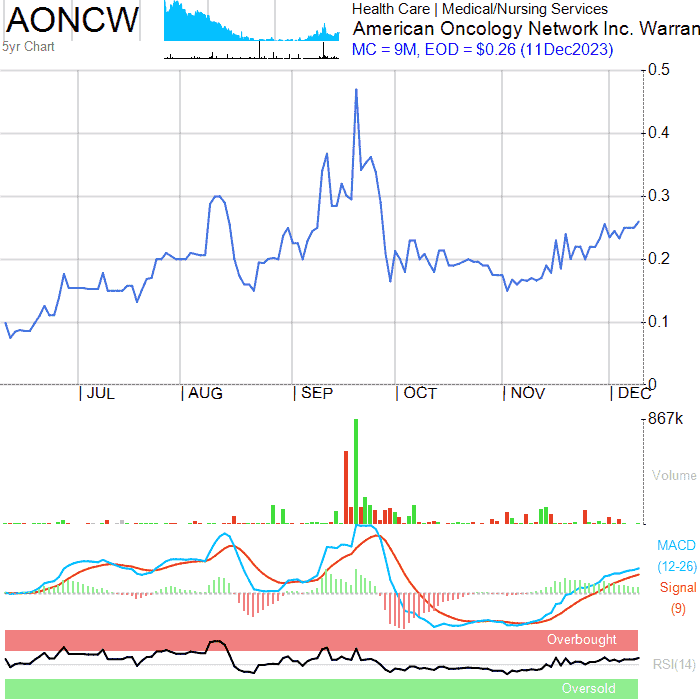 AONCW
5yr Chart
Health Care | Medical/Nursing Services
American Oncology Network Inc. Warran
MC = 9M, EOD = $0.26 (11Dec2023)
0.5
0.4
0.3
0.2
0.1
0
JUL
AUG
SEP
OCT
NOV
DEC
867k
Volume
MACD
(12-26)
Signal
(9)
Overbought
RSI(14)
Oversold